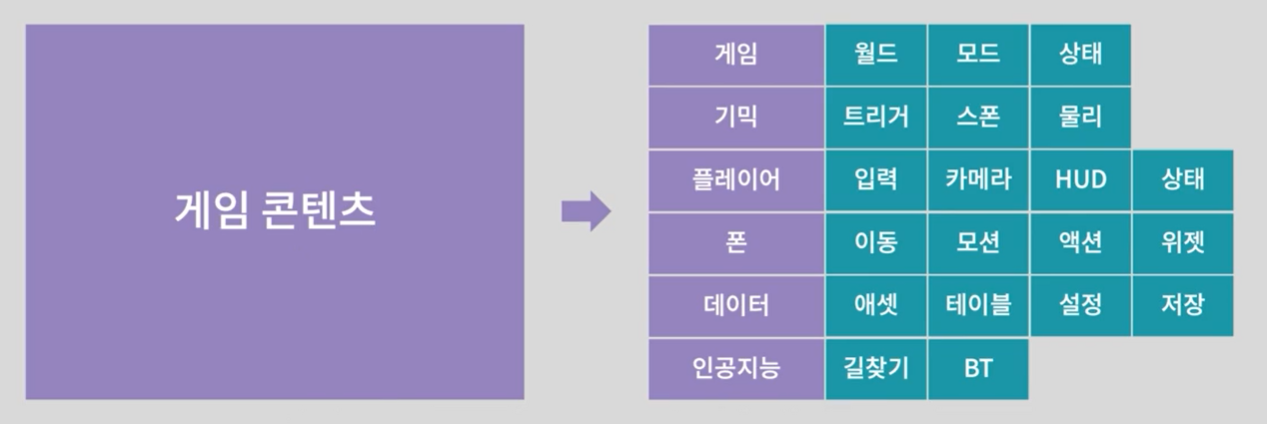 게임 콘텐츠
게임 월드 모드 상태
기믹 트리거 스폰 물리
플레이어 입력 카메라 HUD 상태
폰 이동 모션 액션 위젯
데이터 애셋 테이블 설정 저장
인공지능 길찾기 BT